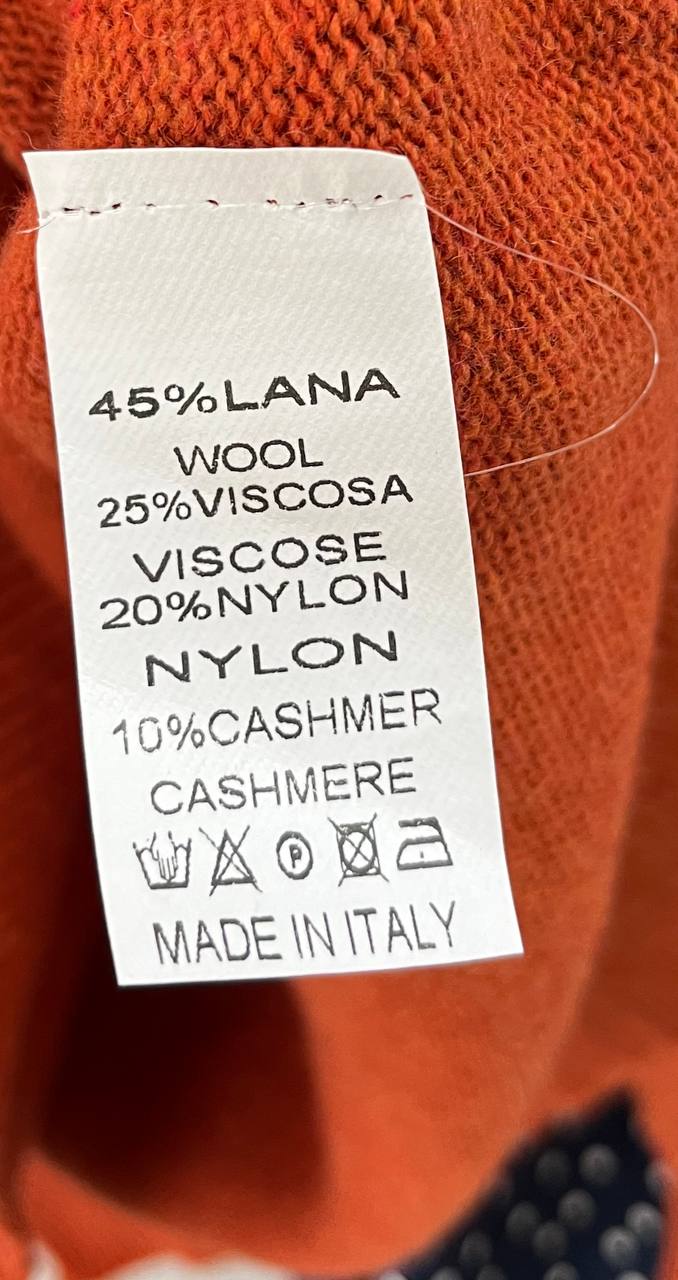 45%LANA
WOOL
25%VISCOSA
VISCOSE
20%NYLON
NYLON
10%CASHMER
CASHMERE
P
MADE IN ITALY